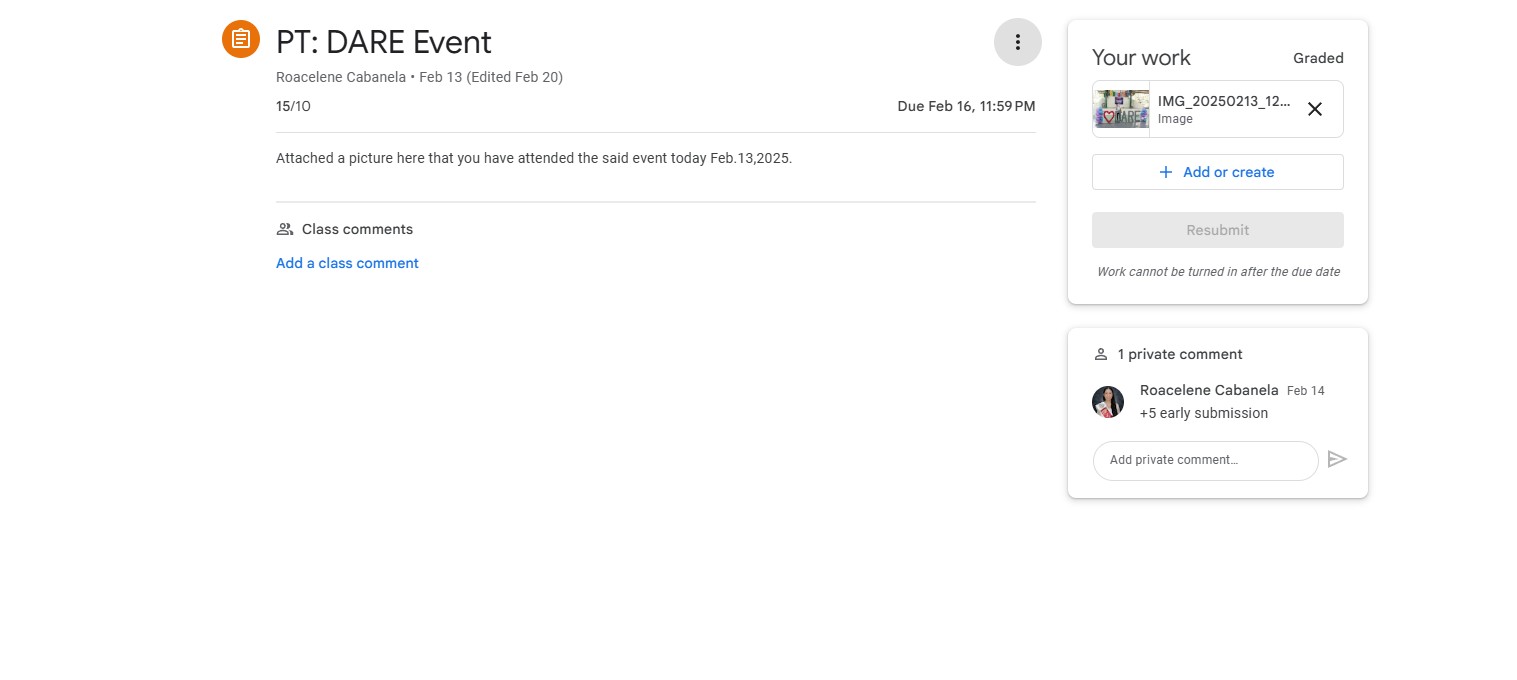 PT: DARE Event
Roacelene Cabanela • Feb 13 (Edited Feb 20)
15/10
Due Feb 16, 11:59 PM
Attached a picture here that you have attended the said event today Feb.13,2025.
Class comments
Add a class comment
Your work
Graded
IMG_20250213_12...
Image
DARE
+ Add or create
Resubmit
Work cannot be turned in after the due date
1 private comment
Roacelene Cabanela Feb 14
+5 early submission
Add private comment...